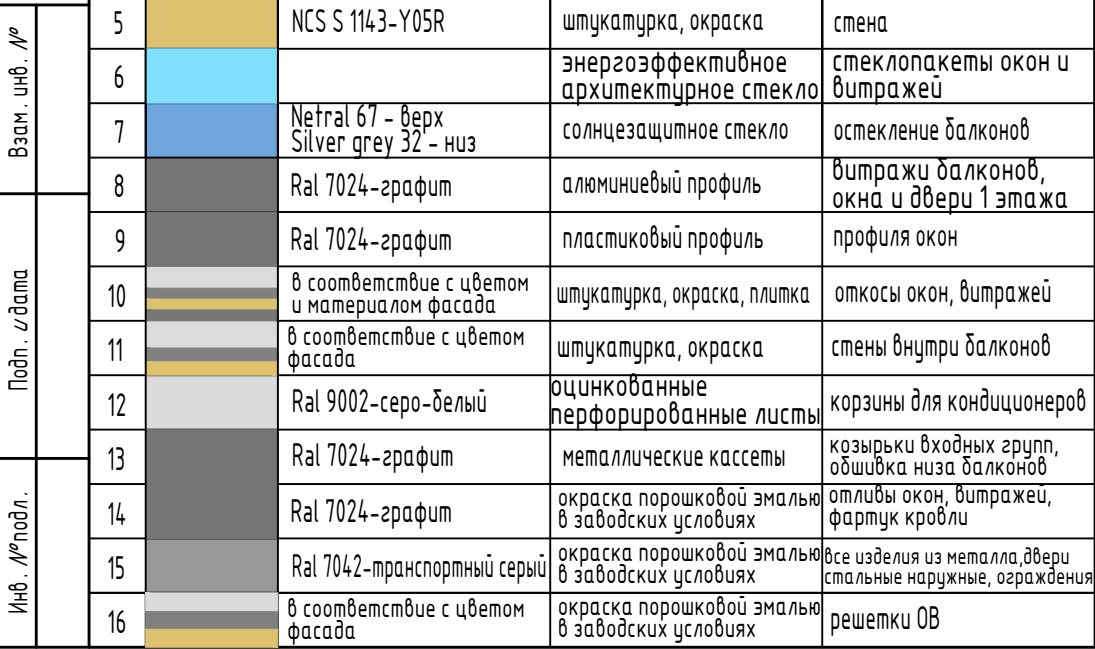 5 NCS S 1143-Y05R штукатурка, окраска стена
6 энергоэффективное архитектурное стекло стеклопакеты окон и витражей
7 Netral 67 - верх Silver grey 32 - низ солнцезащитное стекло остекление балконов
8 Ral 7024-графит алюминиевый профиль витражи балконов, окна и двери 1 этажа
9 Ral 7024-графит пластиковый профиль профиля окон
10 в соответствие с цветом и материалом фасада штукатурка, окраска, плитка откосы окон, витражей
11 в соответствие с цветом фасада штукатурка, окраска стены внутри балконов
12 Ral 9002-серо-белый оцинкованные перфорированные листы корзины для кондиционеров
13 Ral 7024-графит металлические кассеты козырьки входных групп, обшивка низа балконов
14 Ral 7024-графит окраска порошковой эмалью в заводских условиях отливы окон, витражей, фартук кровли
15 Ral 7042-транспортный серый окраска порошковой эмалью в заводских условиях все изделия из металла,двери стальные наружные, ограждения
16 в соответствие с цветом фасада окраска порошковой эмалью в заводских условиях решетки ОВ
Взам. инв. №
Подп. и дата
Инв. №подл.